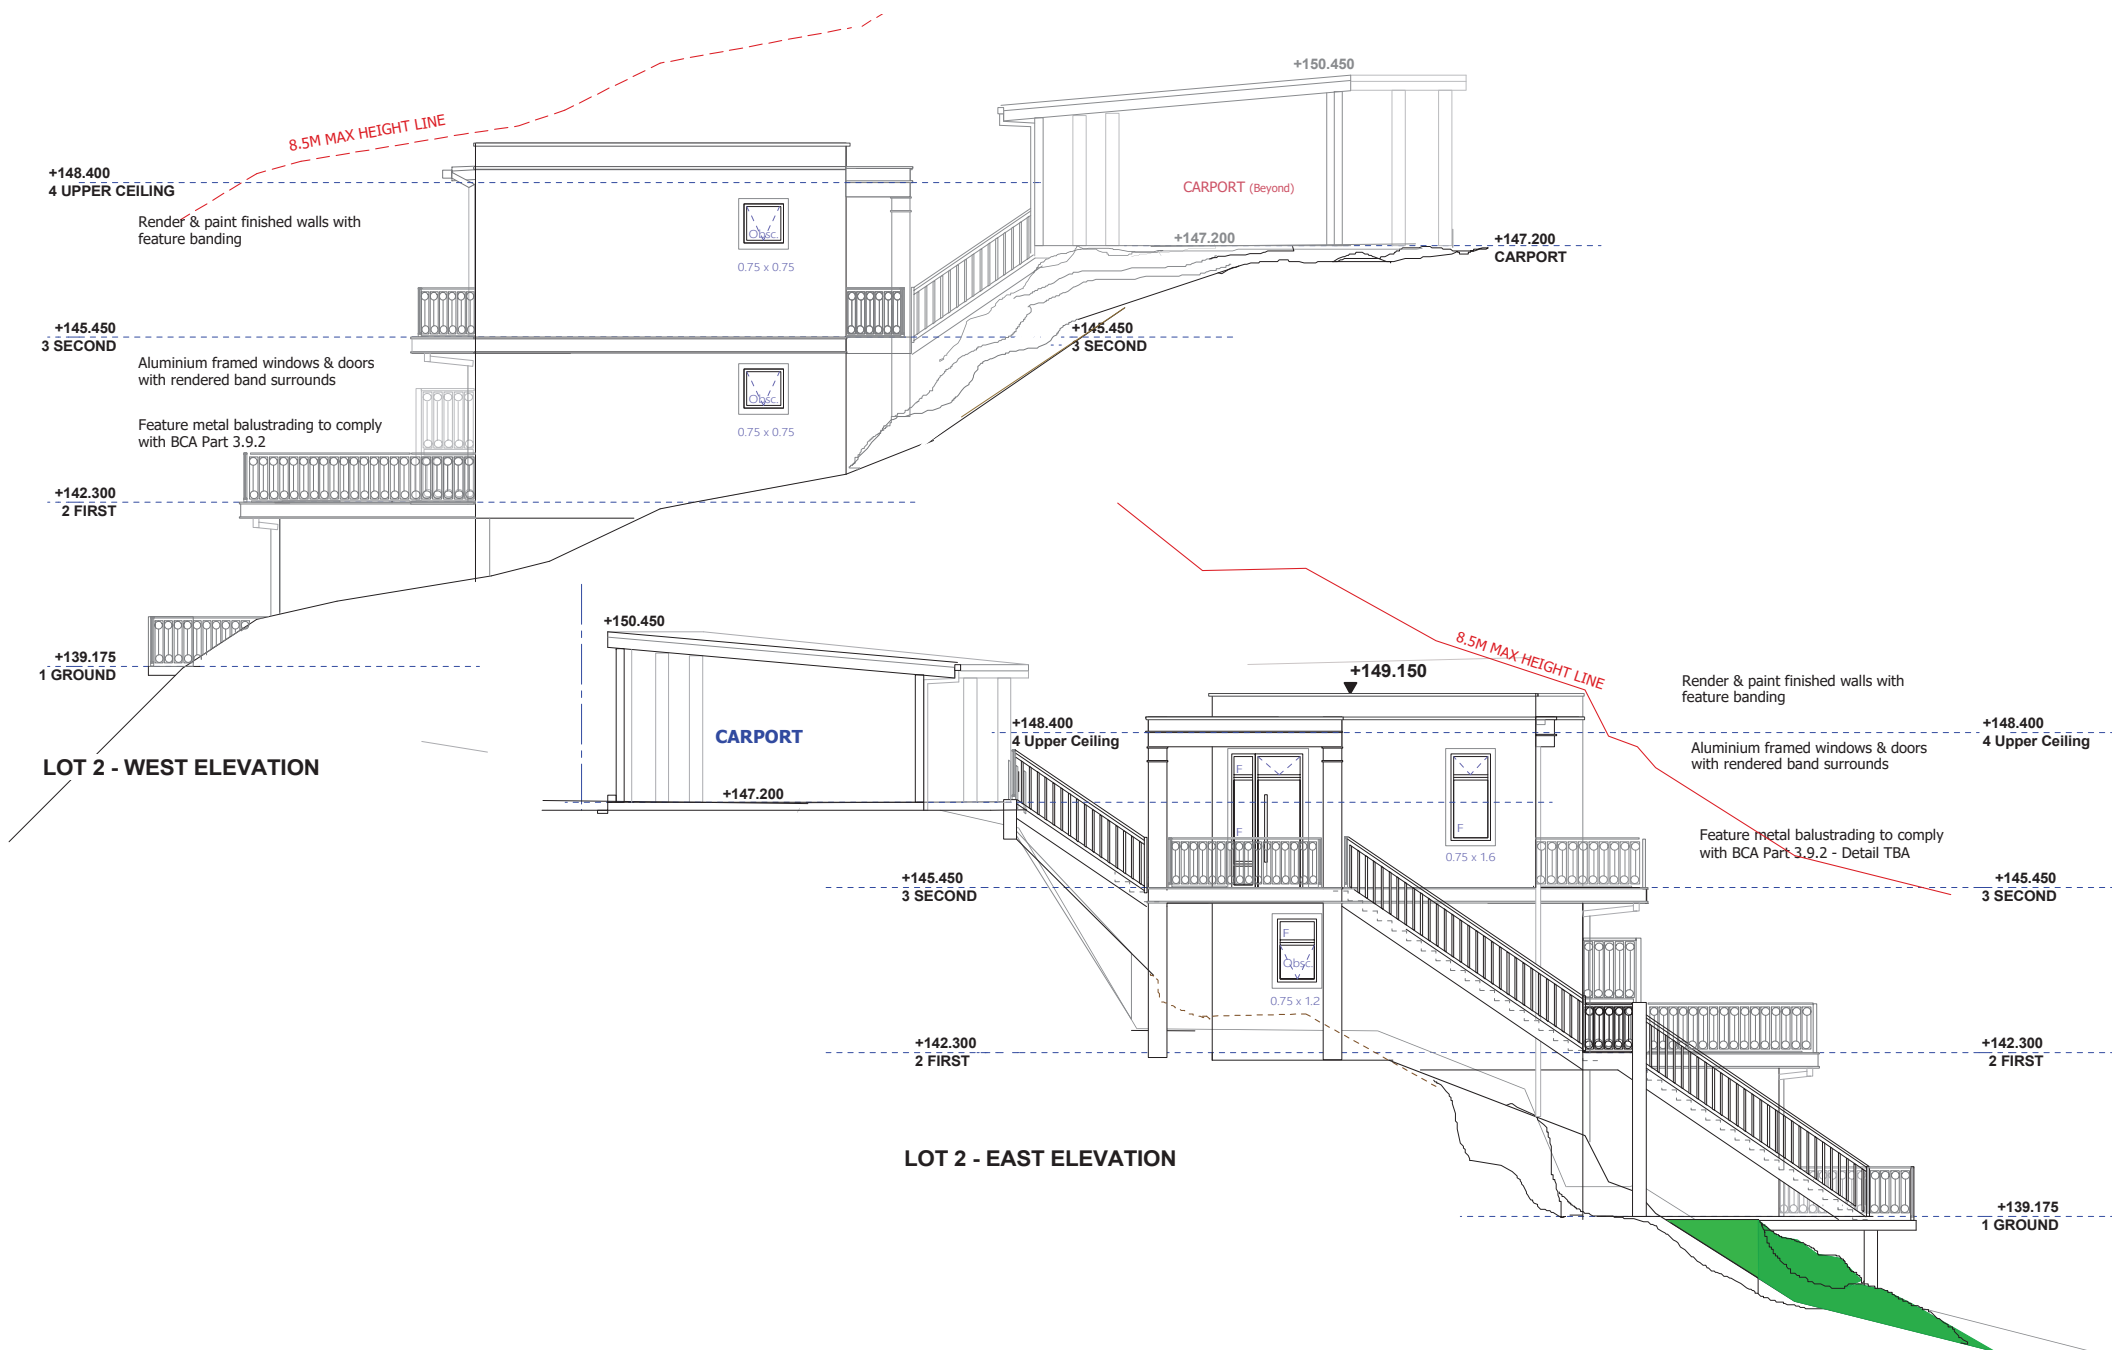 +150.450
8.5M MAX HEIGHT LINE
+148.400
4 UPPER CEILING
CARPORT (Beyond)
Render & paint finished walls with
feature banding
Obsc.
+147.200
+147.200
CARPORT
0.75 x 0.75
+145.450
3 SECOND
+145.450
3 SECOND
Aluminium framed windows & doors
with rendered band surrounds
Obsc.
0.75 x 0.75
Feature metal balustrading to comply
with BCA Part 3.9.2
+142.300
2 FIRST
+139.175
1 GROUND
LOT 2 - WEST ELEVATION
+150.450
8.5M MAX HEIGHT LINE
+149.150
Render & paint finished walls with
feature banding
CARPORT
+148.400
4 Upper Ceiling
+148.400
4 Upper Ceiling
Aluminium framed windows & doors
with rendered band surrounds
F
+147.200
F
F
0.75 x 1.6
Feature metal balustrading to comply
with BCA Part 3.9.2 - Detail TBA
+145.450
3 SECOND
+145.450
3 SECOND
F
Obsc.
0.75 x 1.2
+142.300
2 FIRST
+142.300
2 FIRST
LOT 2 - EAST ELEVATION
+139.175
1 GROUND